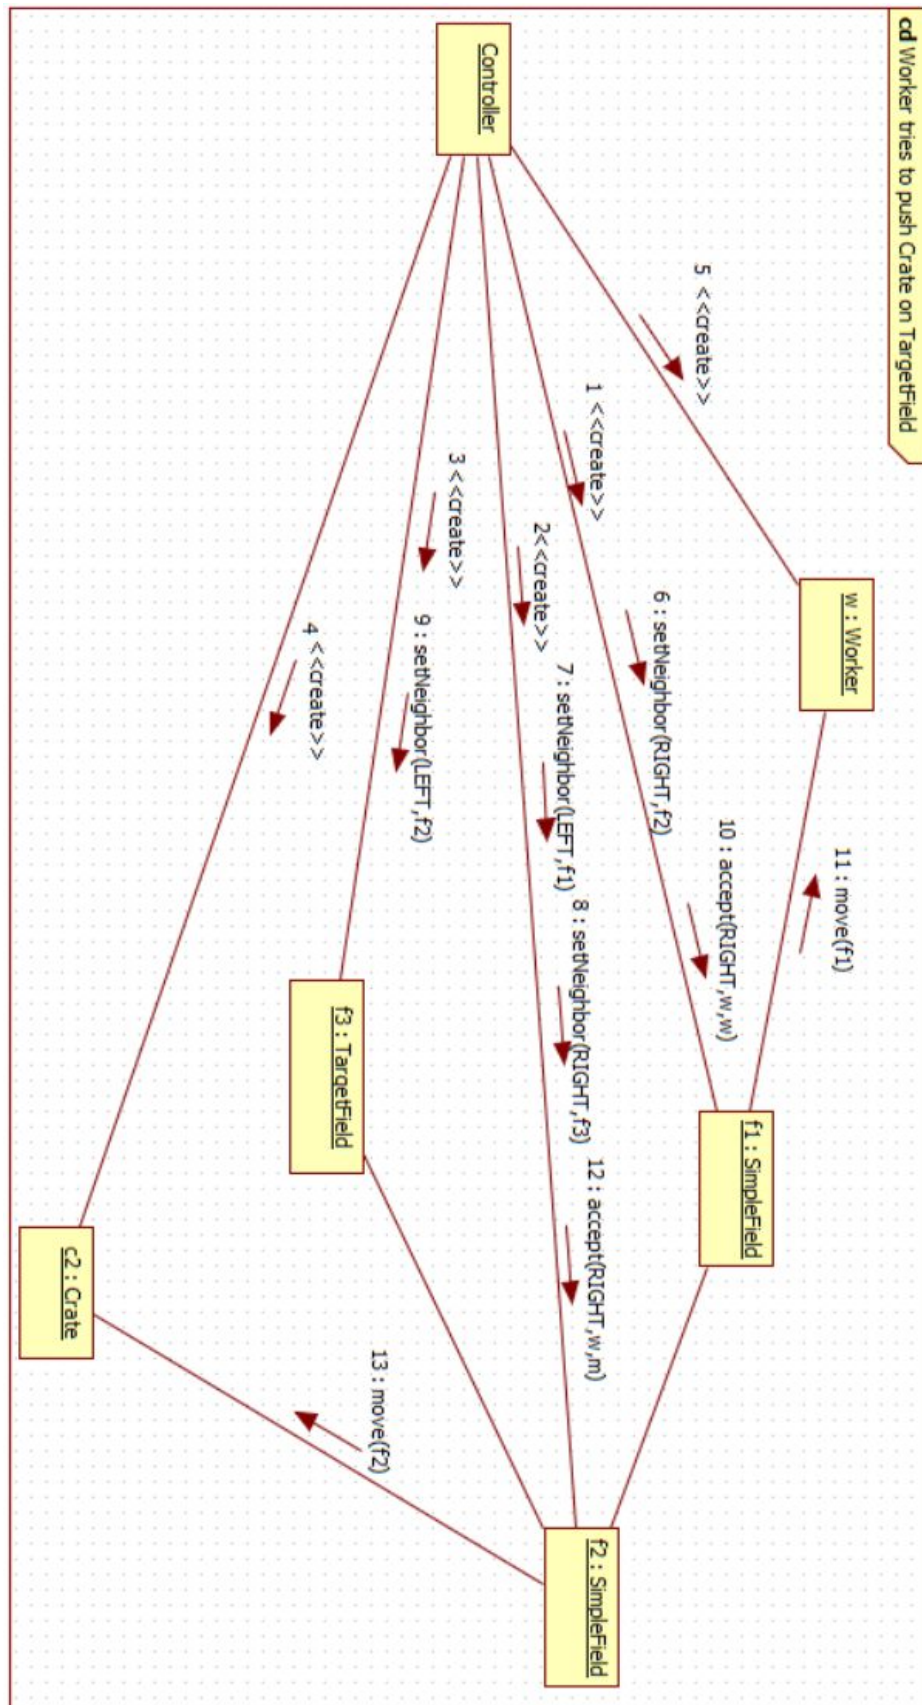 cd Worker tries to push Crate on TargetField
Controller
w : Worker
5 <<create>>
11 : move(f1)
1 <<create>>
6 : setNeighbor(RIGHT,f2)
10 : accept(RIGHT,w,w)
f1 : SimpleField
2<<create>>
7 : setNeighbor(LEFT,f1)
8 : setNeighbor(RIGHT,f3)
12 : accept(RIGHT,w,m)
f2 : SimpleField
3 <<create>>
9 : setNeighbor(LEFT,f2)
f3 : TargetField
4 <<create>>
13 : move(f2)
c2 : Crate